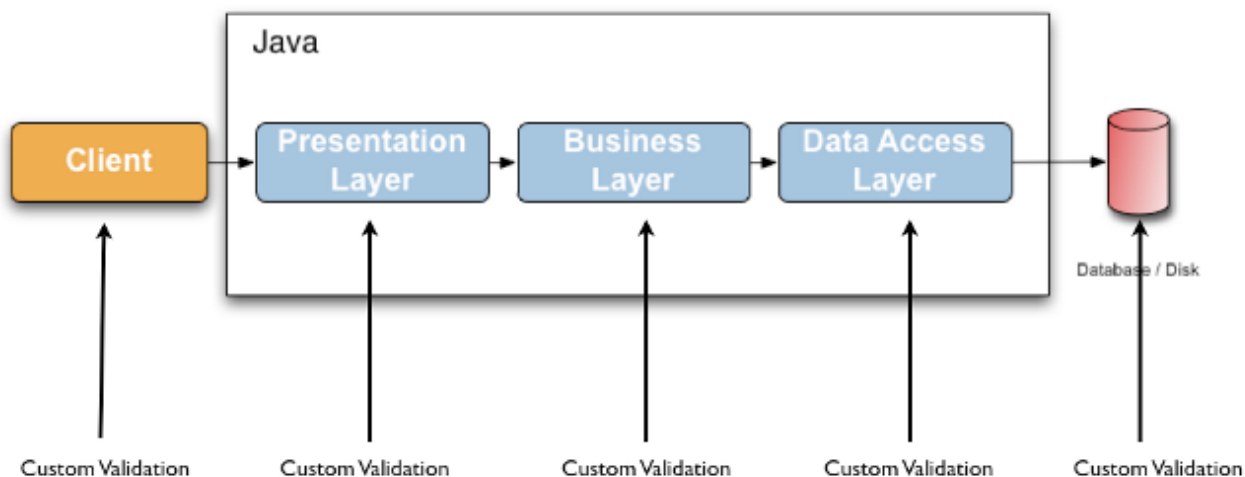 Java
Client
Presentation
Layer
Business
Layer
Data Access
Layer
Database / Disk
Custom Validation
Custom Validation
Custom Validation
Custom Validation
Custom Validation